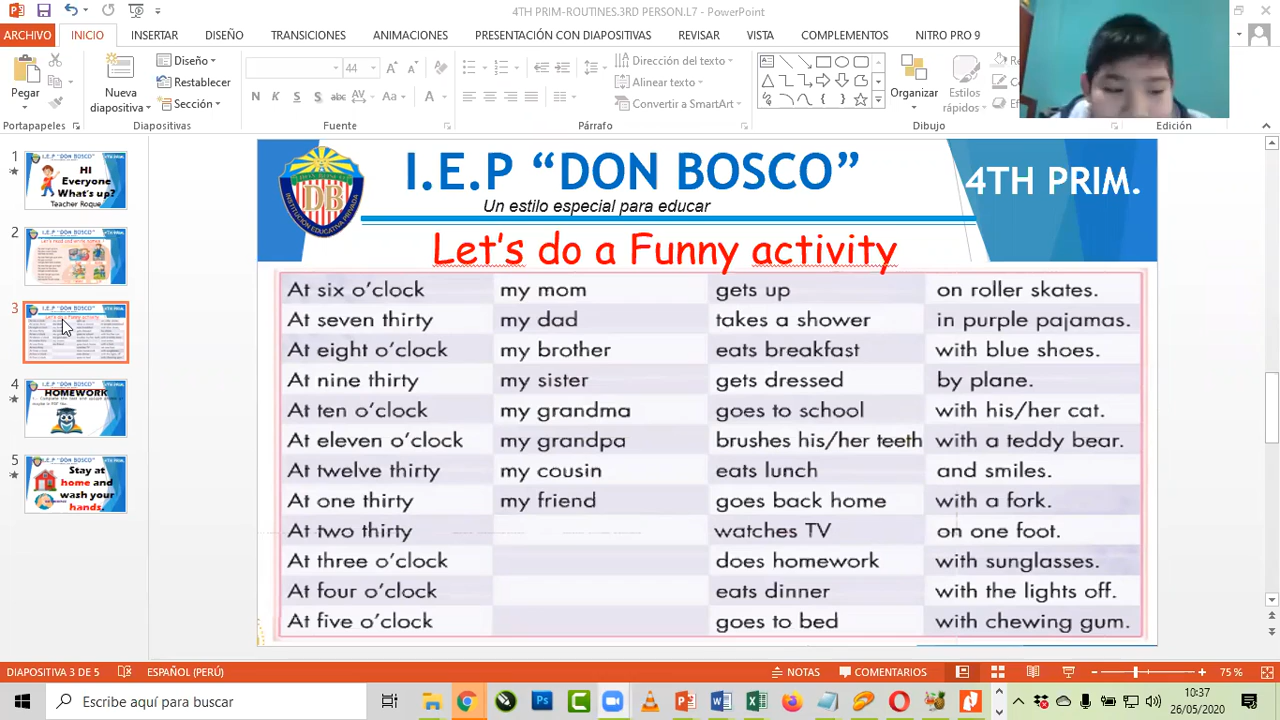 4TH PRIM-ROUTINES.3RD PERSON.L7 - PowerPoint
ARCHIVO INICIO INSERTAR DISEÑO TRANSICIONES ANIMACIONES PRESENTACIÓN CON DIAPOSITIVAS REVISAR VISTA COMPLEMENTOS NITRO PRO 9
Pegar
Nueva diapositiva
Diseño
Restablecer
Sección
44
N K S abc AV Aa A
Dirección del texto
Alinear texto
Convertir a SmartArt
Organizar
Estilos rápidos
Portapapeles Diapositivas Fuente Párrafo Dibujo Edición
1
HI
Everyone
What's up?
Teacher Roque
2
3
4
HOMEWORK
5
Stay at
home and
wash your
hands.
I.E.P “DON BOSCO”
4TH PRIM.
Un estilo especial para educar
DB
Let's do a Funny activity
At six o'clock my mom gets up on roller skates.
At seven thirty my dad takes a shower in purple pajamas.
At eight o'clock my brother eats breakfast with blue shoes.
At nine thirty my sister gets dressed by plane.
At ten o'clock my grandma goes to school with his/her cat.
At eleven o'clock my grandpa brushes his/her teeth with a teddy bear.
At twelve thirty my cousin eats lunch and smiles.
At one thirty my friend goes back home with a fork.
At two thirty watches TV on one foot.
At three o'clock does homework with sunglasses.
At four o'clock eats dinner with the lights off.
At five o'clock goes to bed with chewing gum.
DIAPOSITIVA 3 DE 5 ESPAÑOL (PERÚ) NOTAS COMENTARIOS 75 %
Escribe aquí para buscar
10:37
26/05/2020